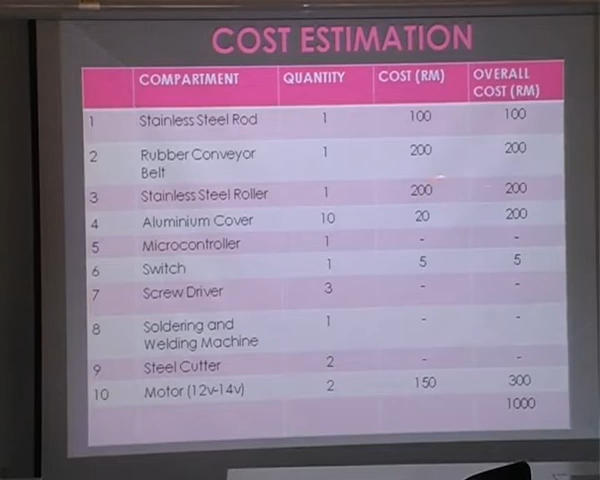 COST ESTIMATION
COMPARTMENT QUANTITY COST (RM) OVERALL COST (RM)
1 Stainless Steel Rod 1 100 100
2 Rubber Conveyor Belt 1 200 200
3 Stainless Steel Roller 1 200 200
4 Aluminium Cover 10 20 200
5 Microcontroller 1 - -
6 Switch 1 5 5
7 Screw Driver 3 - -
8 Soldering and Welding Machine 1 - -
9 Steel Cutter 2 - -
10 Motor (12v-14v) 2 150 300
1000